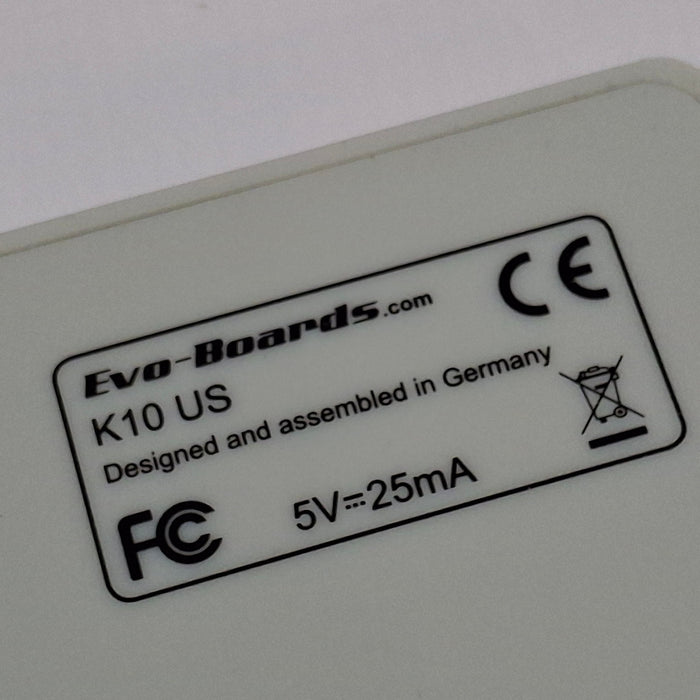 Evo-Boards.com
CE
K10 US
Designed and assembled in Germany
FC
5V⎓25mA